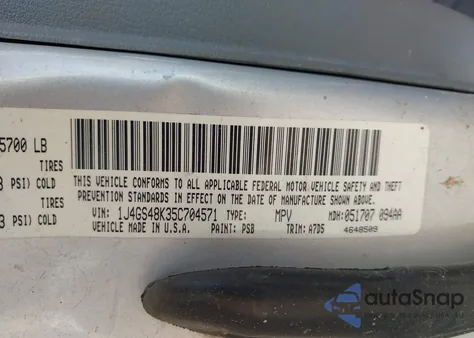 5700 LB
TIRES
PSI) COLD
THIS VEHICLE CONFORMS TO ALL APPLICABLE FEDERAL MOTOR VEHICLE SAFETY AND THEFT
PREVENTION STANDARDS IN EFFECT ON THE DATE OF MANUFACTURE SHOWN ABOVE.
TIRES
3 PSI) COLD
VIN: 1J4GS48K35C704571 TYPE: MPV MDH: 051707 094AA
VEHICLE MADE IN U.S.A. PAINT: PSB TRIM: A7D5 4648509
autoSnap